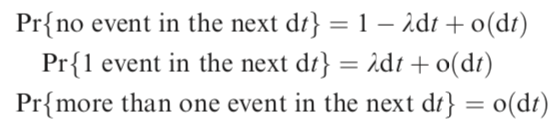 Pr{no event in the next dt} = 1 − λdt + o(dt)
Pr{1 event in the next dt} = λdt + o(dt)
Pr{more than one event in the next dt} = o(dt)